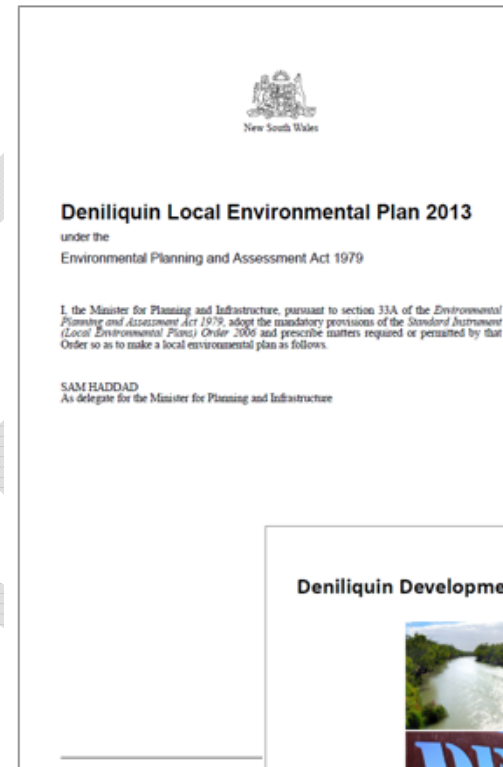 New South Wales
Deniliquin Local Environmental Plan 2013
under the
Environmental Planning and Assessment Act 1979
I, the Minister for Planning and Infrastructure, pursuant to section 33A of the Environmental
Planning and Assessment Act 1979, adopt the mandatory provisions of the Standard Instrument
(Local Environmental Plans) Order 2006 and prescribe matters required or permitted by that
Order so as to make a local environmental plan as follows.
SAM HADDAD
As delegate for the Minister for Planning and Infrastructure
Deniliquin Developme
DE